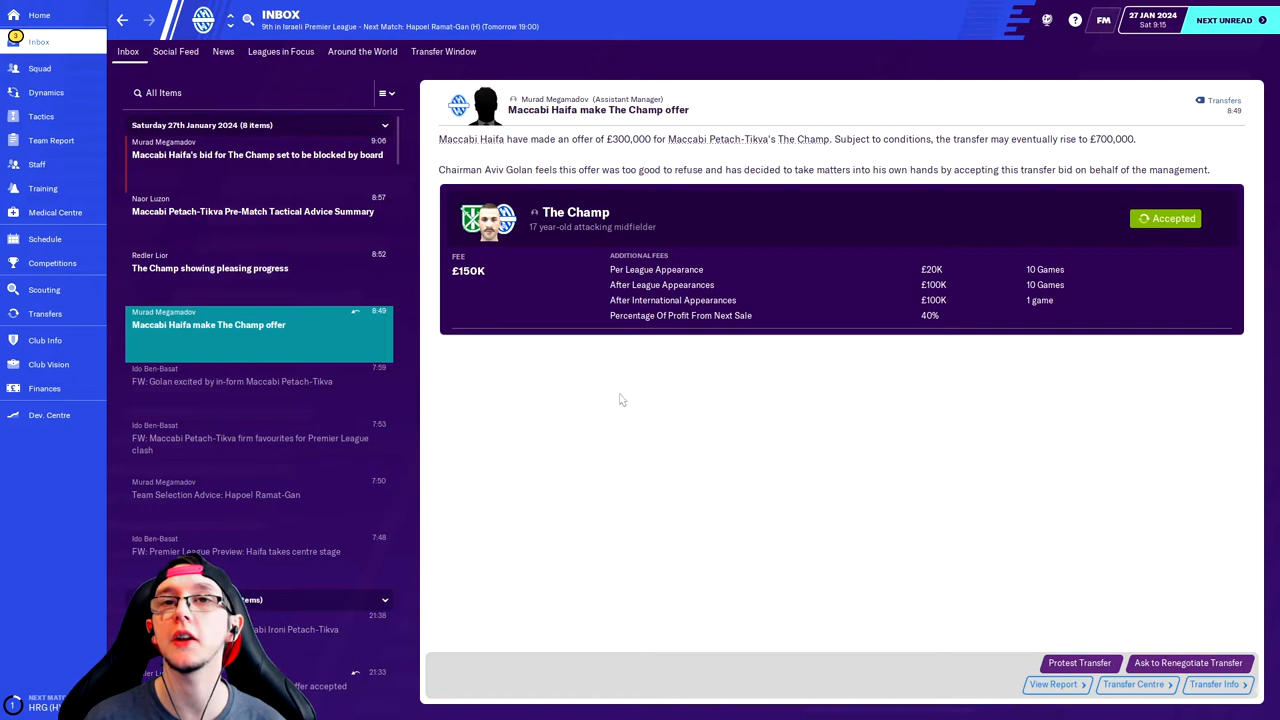 Home
INBOX
9th in Israeli Premier League - Next Match: Hapoel Ramat-Gan (H) (Tomorrow 19:00)
FM
27 JAN 2024
Sat 9:15
NEXT UNREAD
3
Inbox
Squad
Dynamics
Tactics
Team Report
Staff
Training
Medical Centre
Schedule
Competitions
Scouting
Transfers
Club Info
Club Vision
Finances
Dev. Centre
1
NEXT MATC
HRG (H)
Inbox Social Feed News Leagues in Focus Around the World Transfer Window
All Items
Saturday 27th January 2024 (8 items)
Murad Megamadov 9:06
Maccabi Haifa's bid for The Champ set to be blocked by board
Naor Luzon 8:57
Maccabi Petach-Tikva Pre-Match Tactical Advice Summary
Redler Lior 8:52
The Champ showing pleasing progress
Murad Megamadov 8:49
Maccabi Haifa make The Champ offer
Ido Ben-Basat 7:59
FW: Golan excited by in-form Maccabi Petach-Tikva
Ido Ben-Basat 7:53
FW: Maccabi Petach-Tikva firm favourites for Premier League
clash
Murad Megamadov 7:50
Team Selection Advice: Hapoel Ramat-Gan
Ido Ben-Basat 7:48
FW: Premier League Preview: Haifa takes centre stage
tems)
21:38
abi Ironi Petach-Tikva
21:33
ffer accepted
Murad Megamadov (Assistant Manager)
Maccabi Haifa make The Champ offer
Transfers
8:49
Maccabi Haifa have made an offer of £300,000 for Maccabi Petach-Tikva's The Champ. Subject to conditions, the transfer may eventually rise to £700,000.
Chairman Aviv Golan feels this offer was too good to refuse and has decided to take matters into his own hands by accepting this transfer bid on behalf of the management.
The Champ
17 year-old attacking midfielder
Accepted
FEE
£150K
ADDITIONAL FEES
Per League Appearance £20K 10 Games
After League Appearances £100K 10 Games
After International Appearances £100K 1 game
Percentage Of Profit From Next Sale 40%
Protest Transfer
Ask to Renegotiate Transfer
View Report
Transfer Centre
Transfer Info